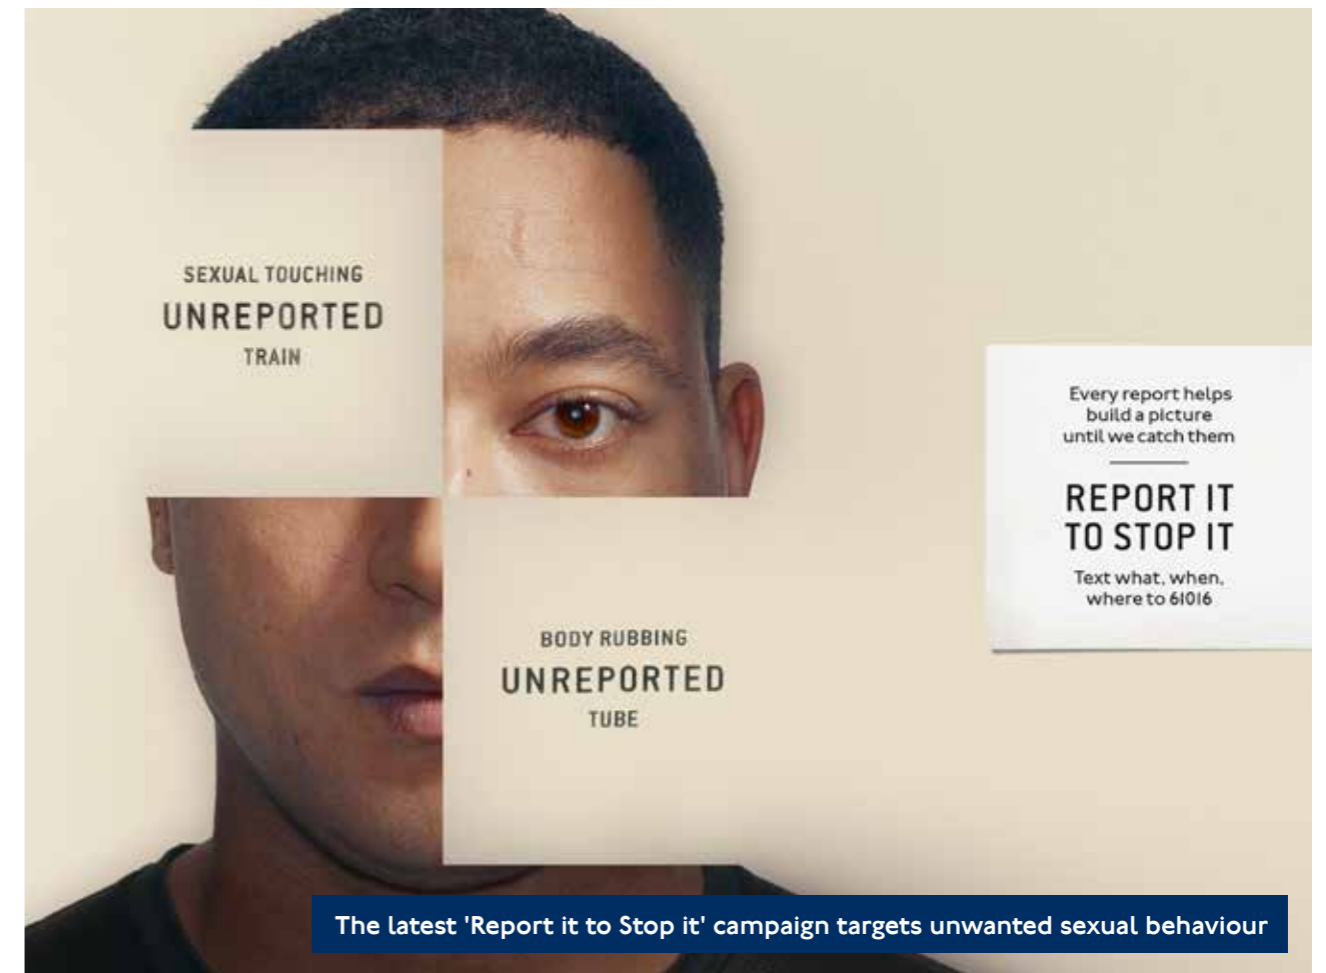 SEXUAL TOUCHING
UNREPORTED
TRAIN
BODY RUBBING
UNREPORTED
TUBE
Every report helps
build a picture
until we catch them
REPORT IT
TO STOP IT
Text what, when,
where to 61016
The latest 'Report it to Stop it' campaign targets unwanted sexual behaviour